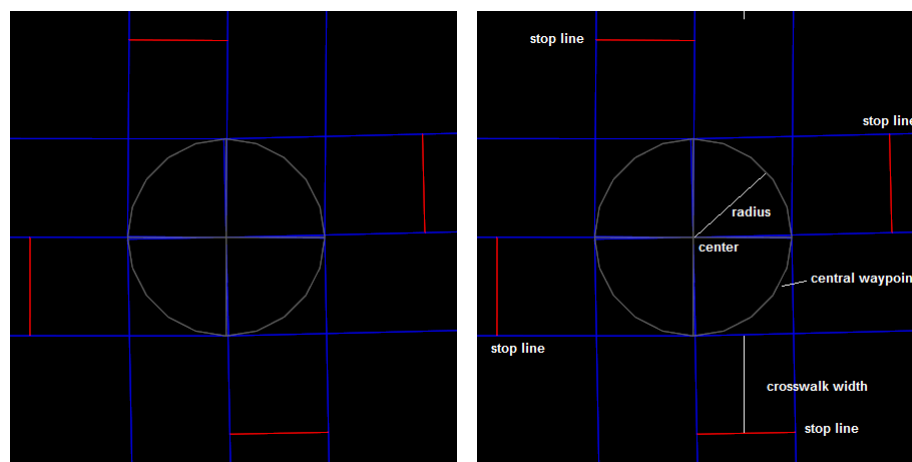 stop line
stop line
radius
center
central waypoint
stop line
crosswalk width
stop line